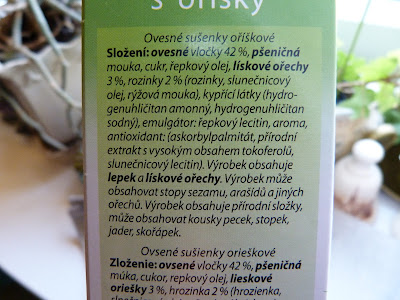 s oříšky
Ovesné sušenky oříškové
Složení: ovesné vločky 42 %, pšeničná
mouka, cukr, řepkový olej, lískové ořechy
3 %, rozinky 2 % (rozinky, slunečnicový
olej, rýžová mouka), kypřící látky (hydro-
genuhličitan amonný, hydrogenuhličitan
sodný), emulgátor: řepkový lecitin, aroma,
antioxidant: (askorbylpalmitát, přírodní
extrakt s vysokým obsahem tokoferolů,
slunečnicový lecitin). Výrobek obsahuje
lepek a lískové ořechy. Výrobek může
obsahovat stopy sezamu, arašídů a jiných
ořechů. Výrobek obsahuje přírodní složky,
může obsahovat kousky pecek, stopek,
jader, skořápek.
Ovesné sušienky orieškové
Zloženie: ovsené vločky 42 %, pšeničná
múka, cukor, repkový olej, lieskové
oriešky 3 %, hrozinka 2 % (hrozienka,